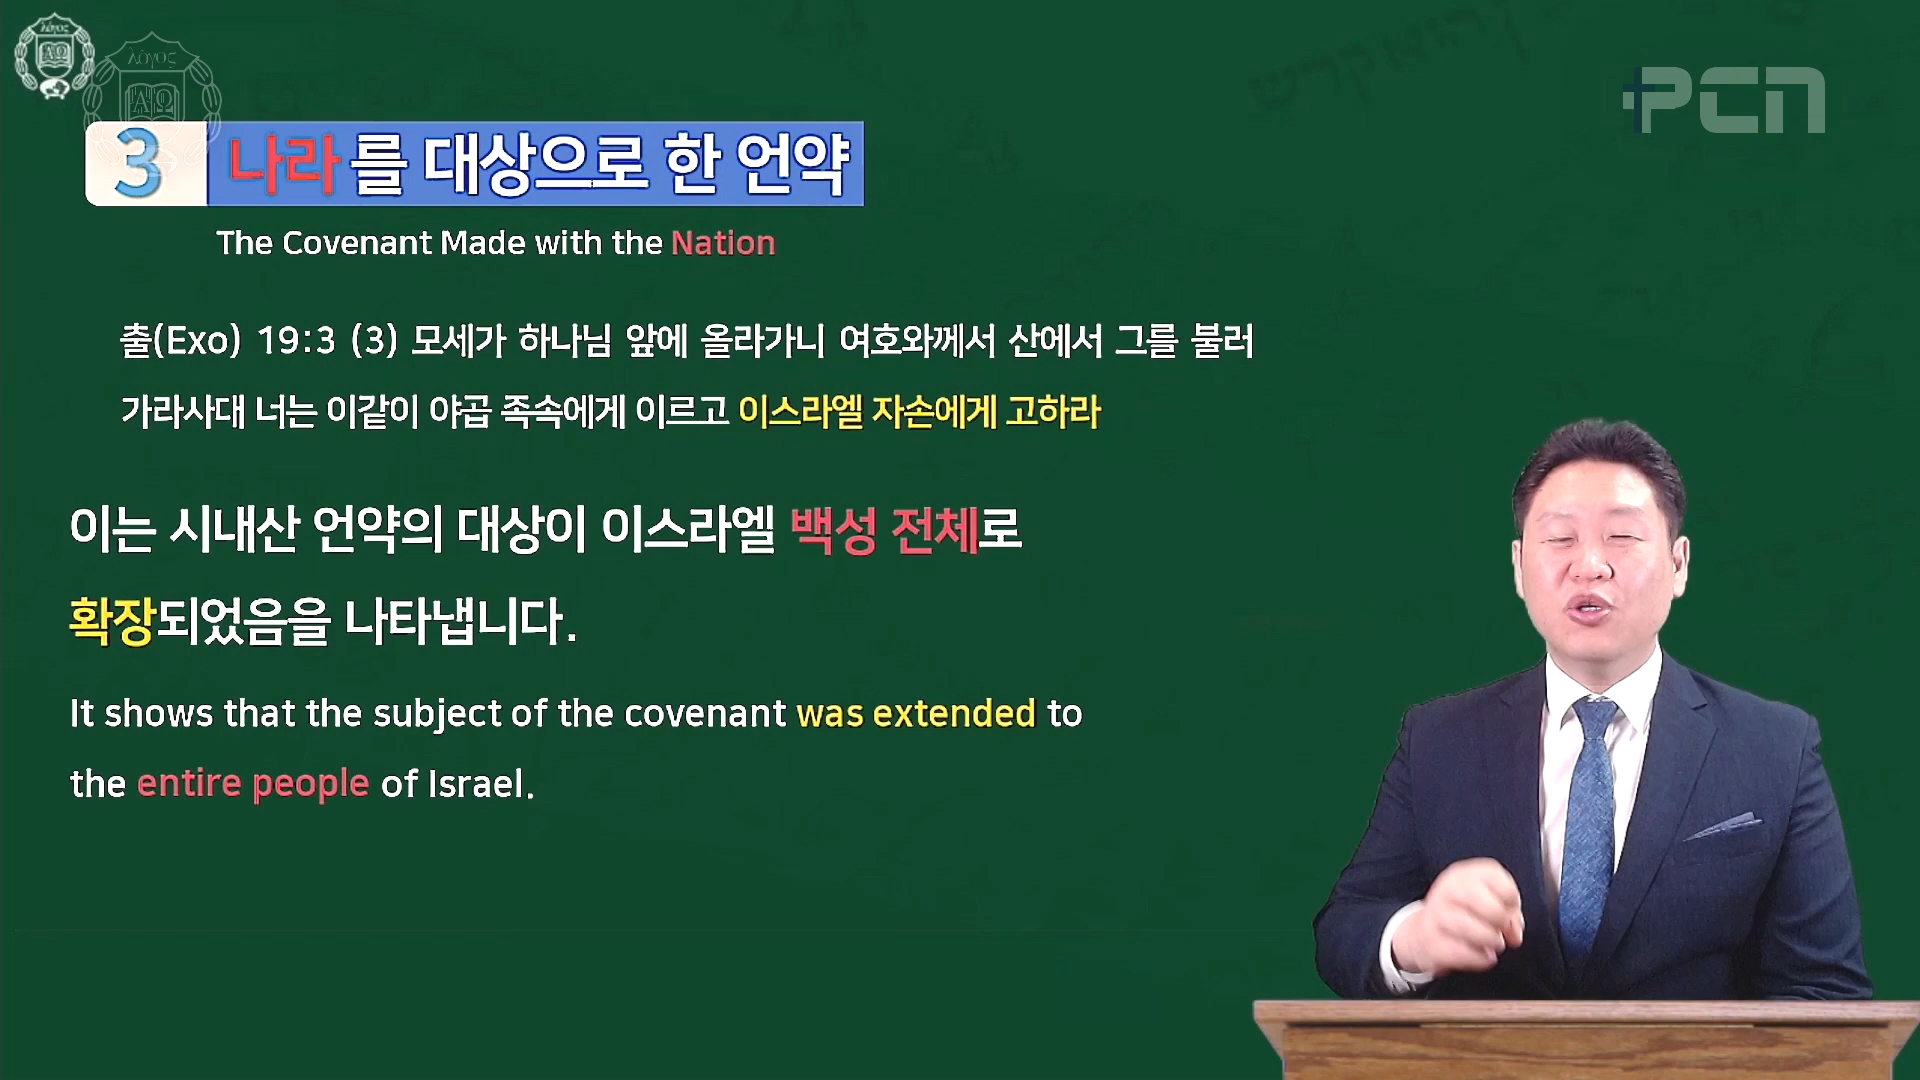 λόγος
ΑΩ
λόγος
ΑΩ
PCN
3 나라를 대상으로 한 언약
The Covenant Made with the Nation
출(Exo) 19:3 (3) 모세가 하나님 앞에 올라가니 여호와께서 산에서 그를 불러
가라사대 너는 이같이 야곱 족속에게 이르고 이스라엘 자손에게 고하라
이는 시내산 언약의 대상이 이스라엘 백성 전체로
확장되었음을 나타냅니다.
It shows that the subject of the covenant was extended to
the entire people of Israel.